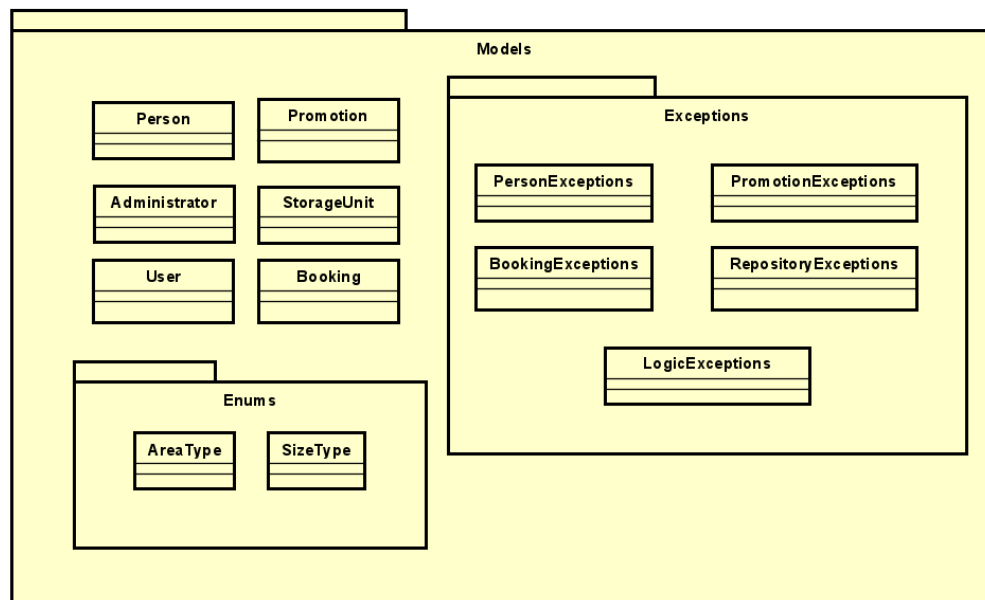 Models
Person
Promotion
Administrator
StorageUnit
User
Booking
Enums
AreaType
SizeType
Exceptions
PersonExceptions
PromotionExceptions
BookingExceptions
RepositoryExceptions
LogicExceptions